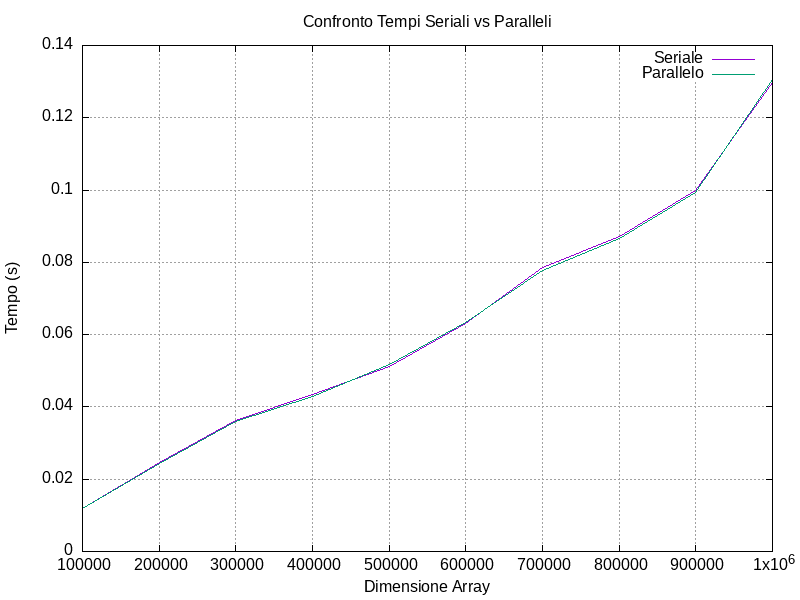 Confronto Tempi Seriali vs Paralleli
Seriale
Parallelo
0.14
0.12
0.1
0.08
0.06
0.04
0.02
0
Tempo (s)
100000 200000 300000 400000 500000 600000 700000 800000 900000 1x10⁶
Dimensione Array